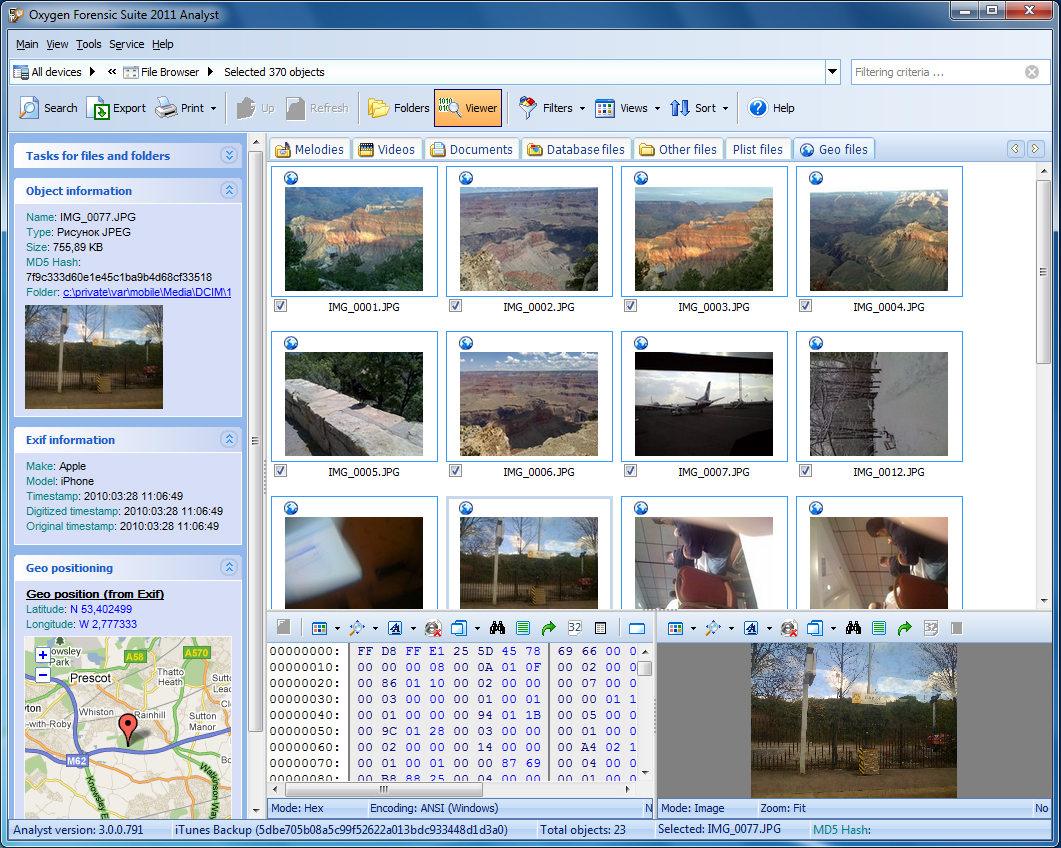 Oxygen Forensic Suite 2011 Analyst
Main View Tools Service Help
All devices « File Browser Selected 370 objects
Filtering criteria ...
Search Export Print Up Refresh Folders Viewer Filters Views Sort Help
Tasks for files and folders
Object information
Name: IMG_0077.JPG
Type: Рисунок JPEG
Size: 755,89 KB
MD5 Hash:
7f9c333d60e1e45c1ba9b4d68cf33518
Folder: c:\private\var\mobile\Media\DCIM\1
Exif information
Make: Apple
Model: iPhone
Timestamp: 2010:03:28 11:06:49
Digitized timestamp: 2010:03:28 11:06:49
Original timestamp: 2010:03:28 11:06:49
Geo positioning
Geo position (from Exif)
Latitude: N 53,402499
Longitude: W 2,777333
Knowsley
Park
A58
A570
Prescot
Thatto
Heath
Sutto
Leac
Whiston
Rainhill
-with-Roby
Sutton
Manor
M62
Knowsley E
Watkinson Way
Melodies Videos Documents Database files Other files Plist files Geo files
IMG_0001.JPG IMG_0002.JPG IMG_0003.JPG IMG_0004.JPG
IMG_0005.JPG IMG_0006.JPG IMG_0007.JPG IMG_0012.JPG
00000000: FF D8 FF E1 25 5D 45 78 69 66 00 0
00000010: 00 00 00 08 00 0A 01 0F 00 02 00 0
00000020: 00 86 01 10 00 02 00 00 00 07 00 0
00000030: 00 03 00 00 00 01 00 01 00 00 01 1
00000040: 00 01 00 00 00 94 01 1B 00 05 00 0
00000050: 00 9C 01 28 00 03 00 00 00 01 00 0
00000060: 00 02 00 00 00 14 00 00 00 A4 02 1
00000070: 00 01 00 01 00 00 87 69 00 04 00 0
00000080: 00 B8 88 25 00 04 00 00 00 01 00 0
Mode: Hex Encoding: ANSI (Windows) N
Mode: Image Zoom: Fit No
Analyst version: 3.0.0.791 iTunes Backup (5dbe705b08a5c99f52622a013bdc933448d1d3a0) Total objects: 23 Selected: IMG_0077.JPG MD5 Hash: